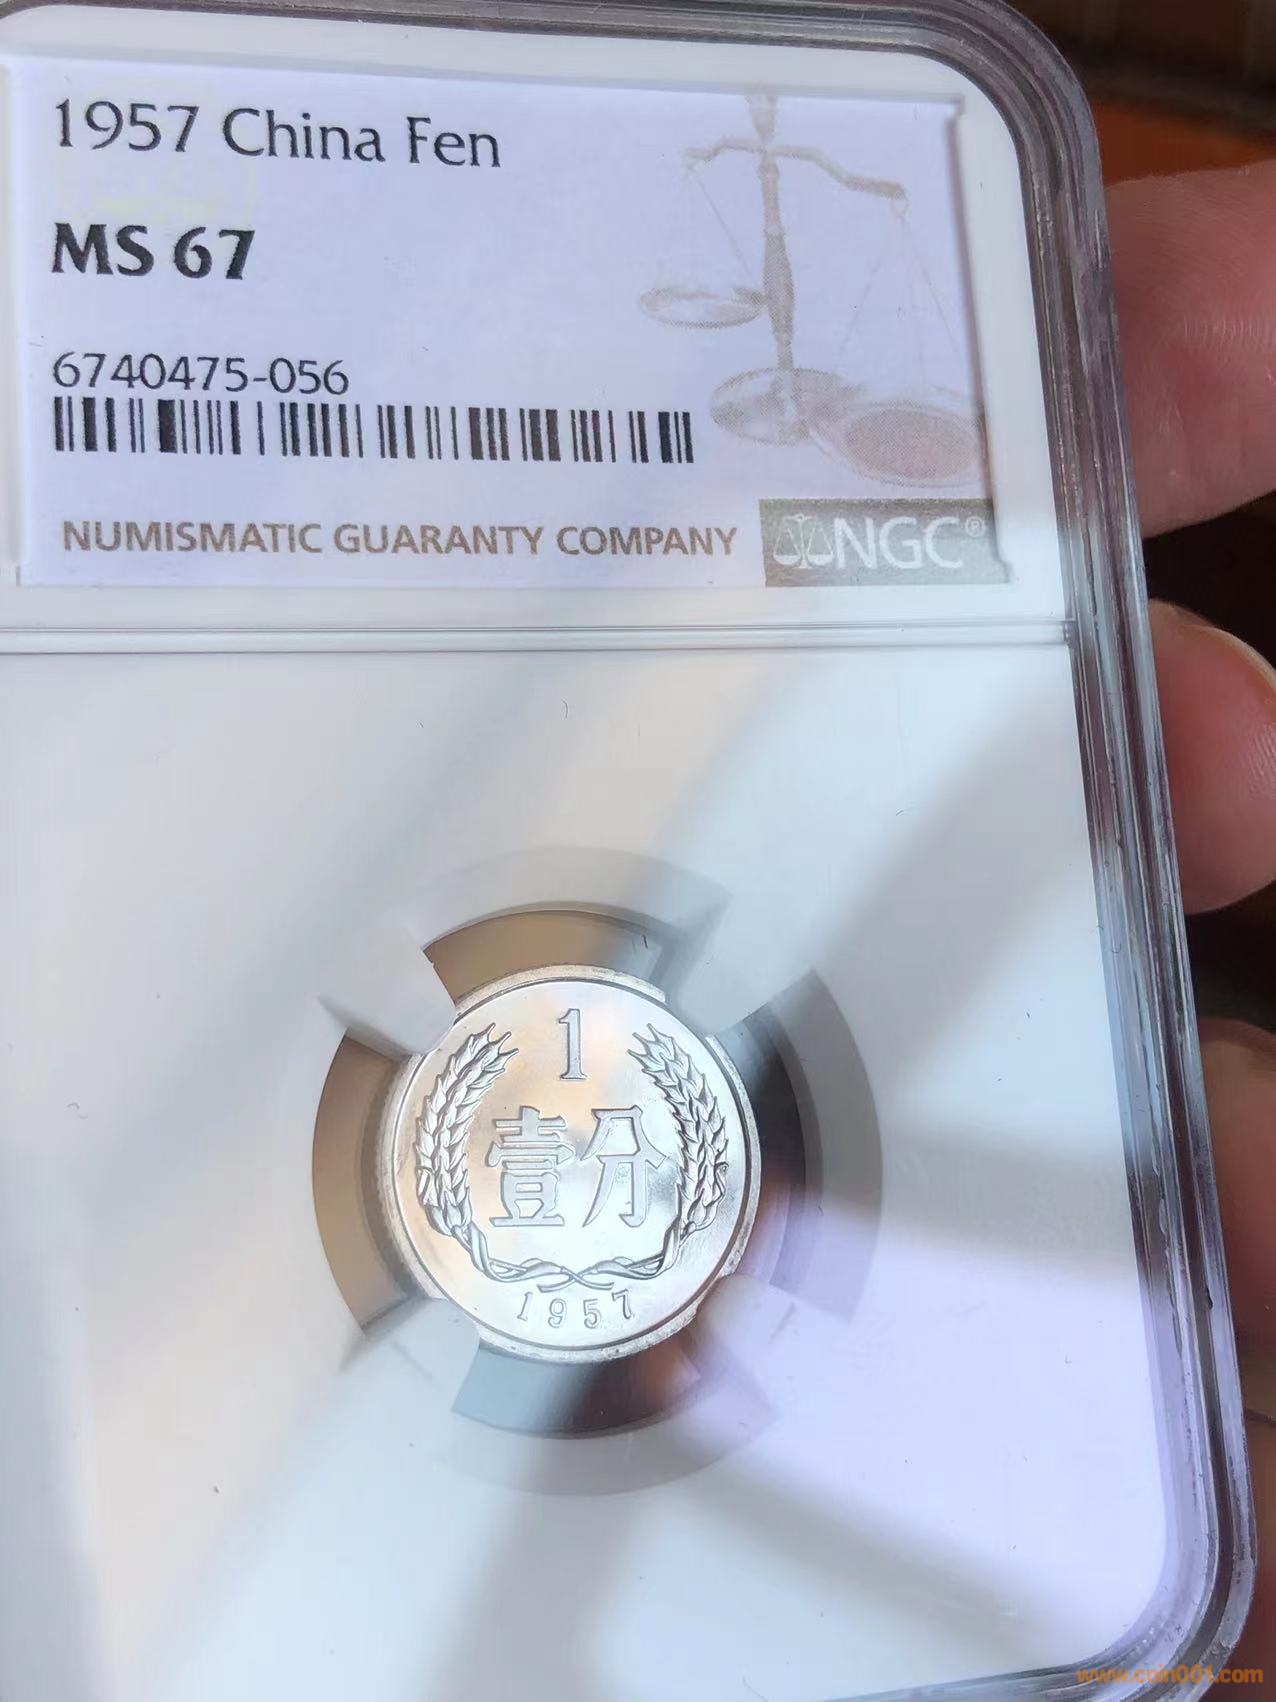 1957 China Fen
MS 67
6740475-056
NUMISMATIC GUARANTY COMPANY
NGC®
1
壹分
1957
www.coin001.com